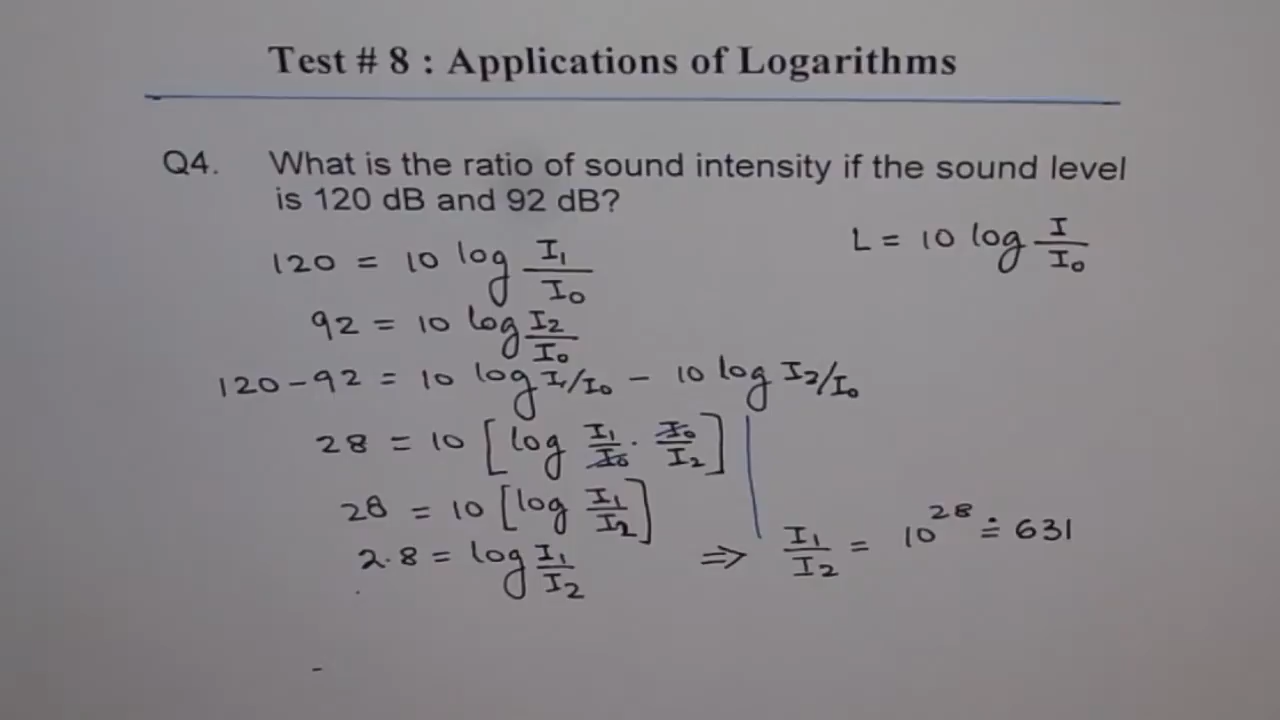 Test # 8 : Applications of Logarithms
Q4. What is the ratio of sound intensity if the sound level
is 120 dB and 92 dB?
L = 10 log I/I₀
120 = 10 log I₁/I₀
92 = 10 log I₂/I₀
120 - 92 = 10 log I₁/I₀ - 10 log I₂/I₀
28 = 10 [log I₁/I₀ · I₀/I₂]
28 = 10 [log I₁/I₂]
2.8 = log I₁/I₂ ⇒ I₁/I₂ = 10²⁸ ≐ 631